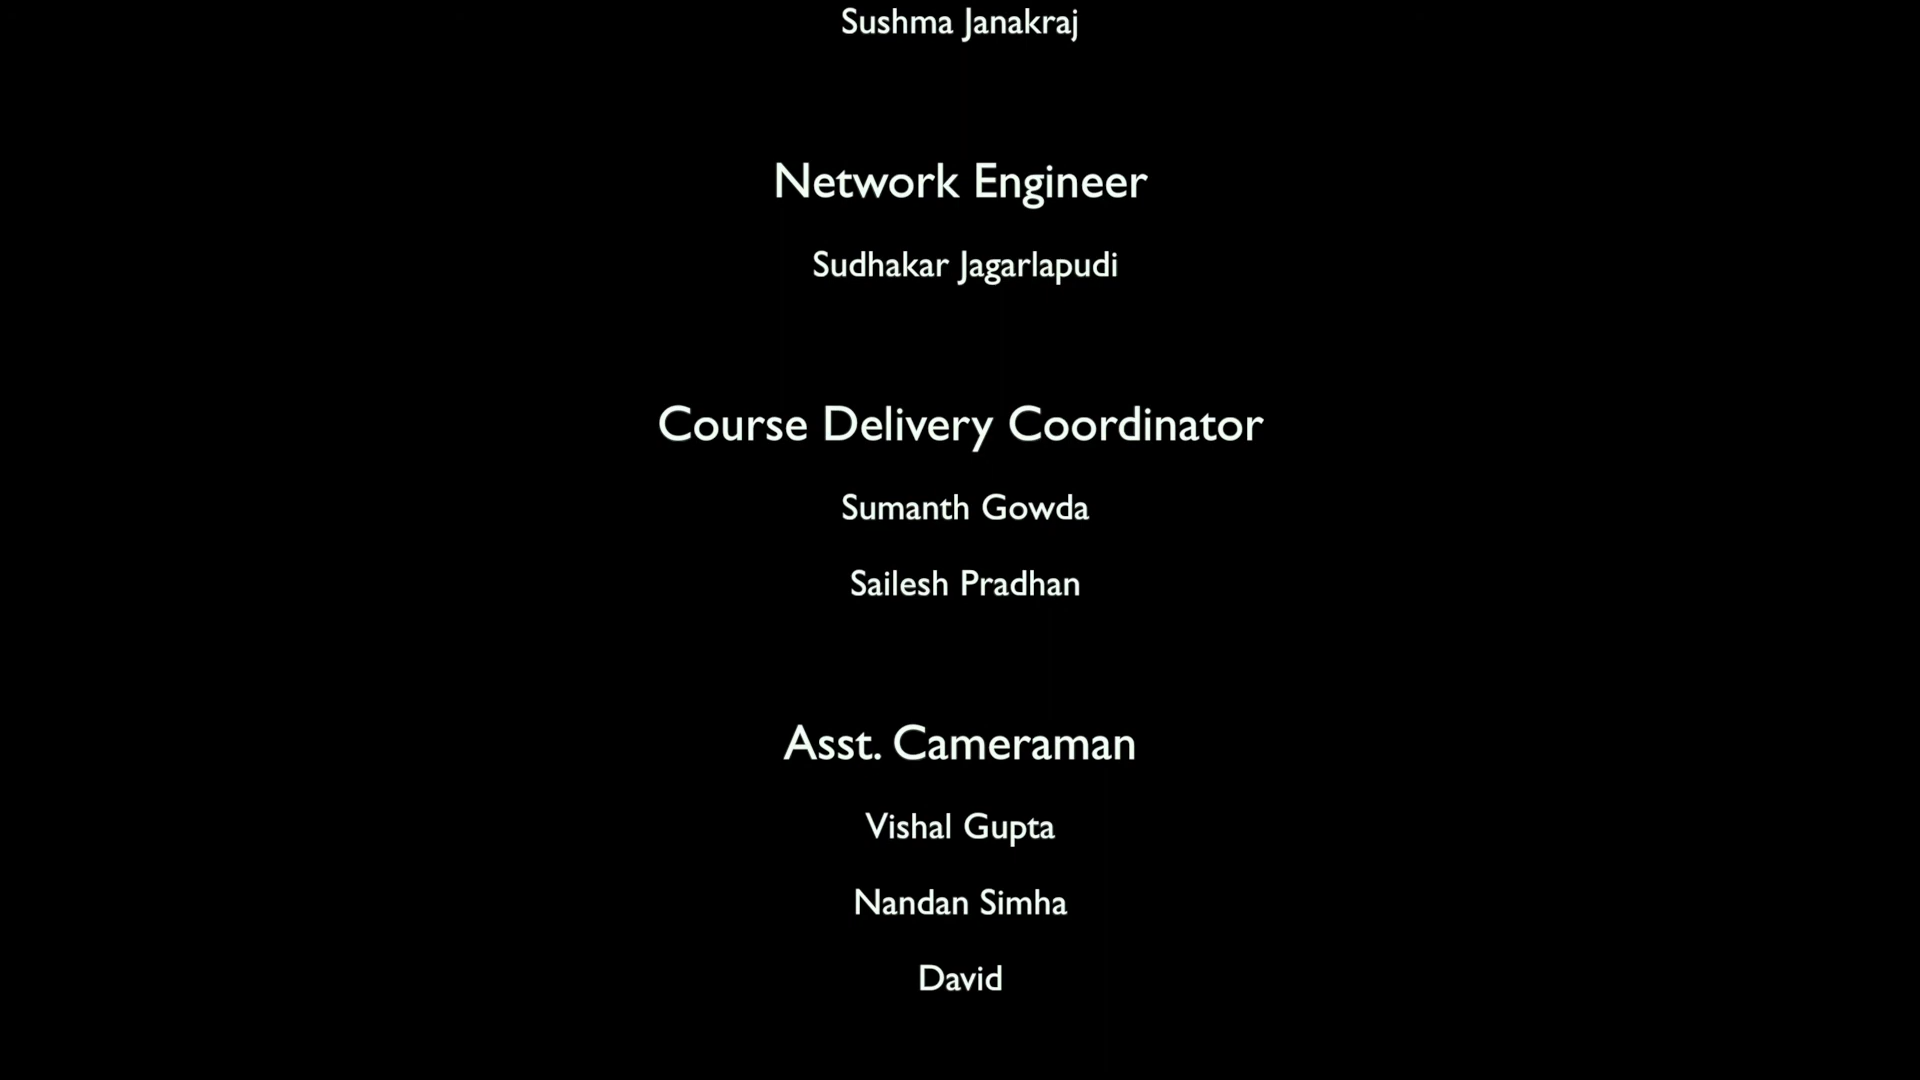 Sushma Janakraj
Network Engineer
Sudhakar Jagarlapudi
Course Delivery Coordinator
Sumanth Gowda
Sailesh Pradhan
Asst. Cameraman
Vishal Gupta
Nandan Simha
David